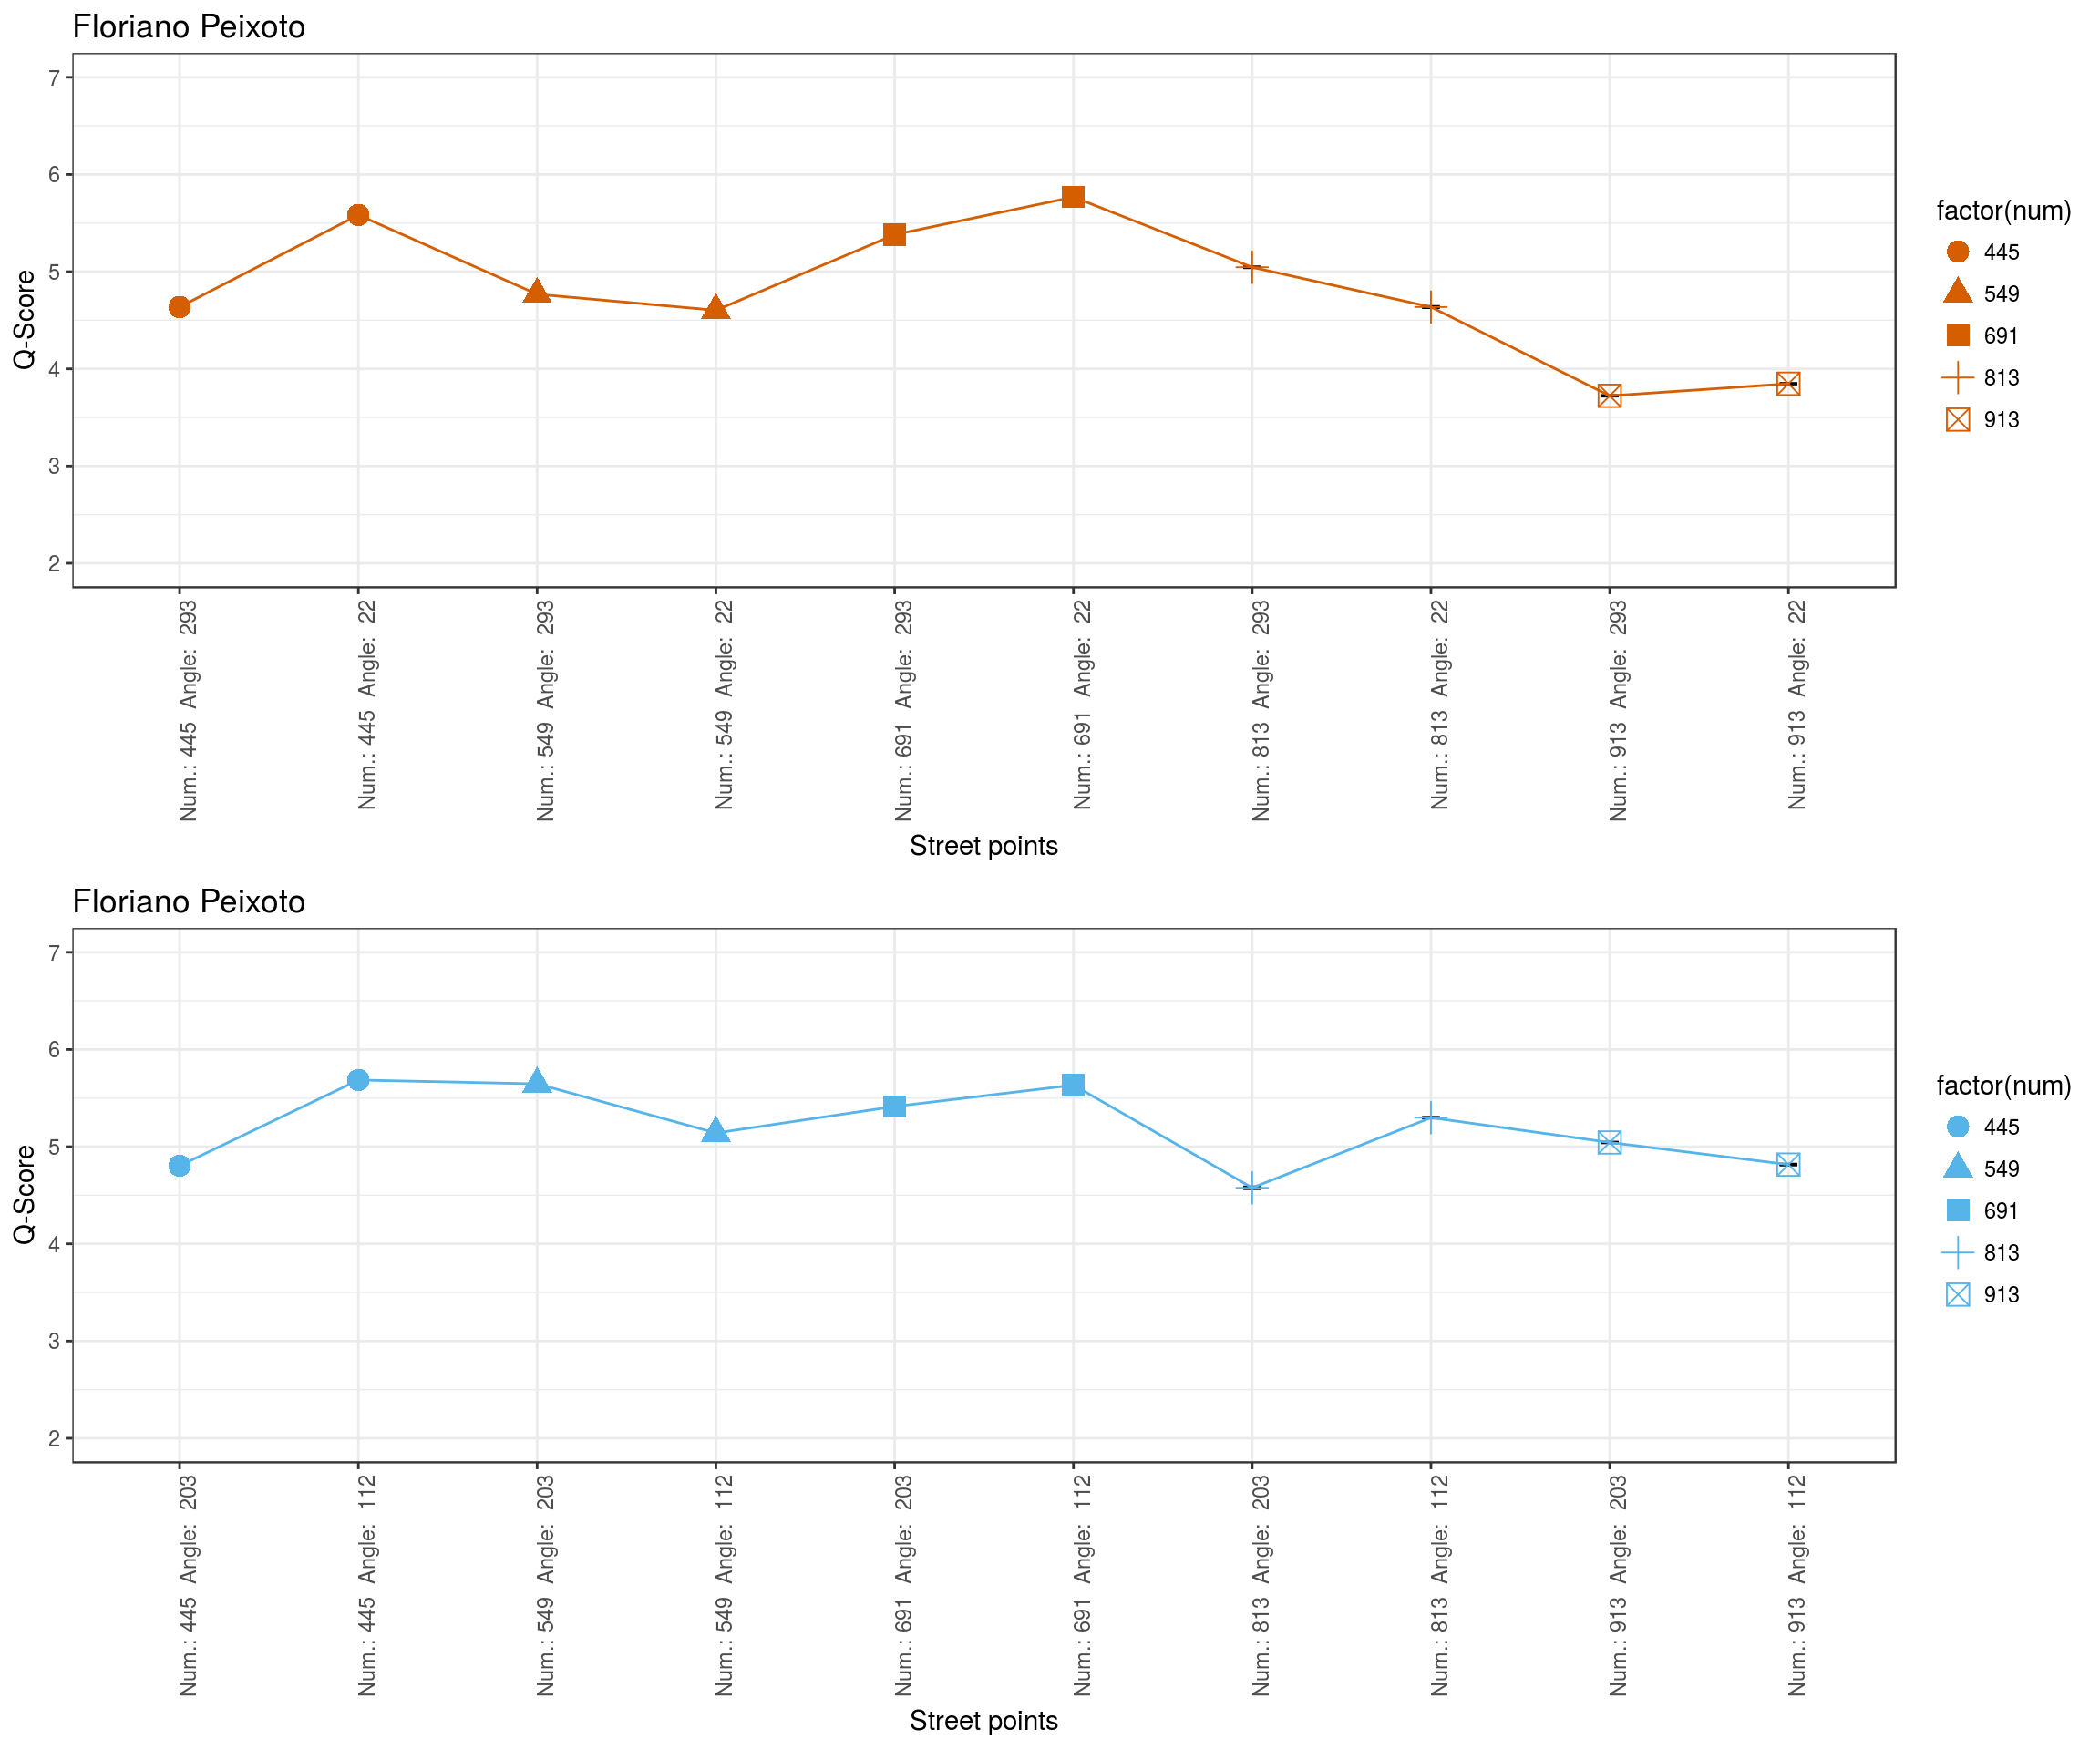 Floriano Peixoto
7
6
5
4
3
2
Q-Score
Num.: 445 Angle: 293
Num.: 445 Angle: 22
Num.: 549 Angle: 293
Num.: 549 Angle: 22
Num.: 691 Angle: 293
Num.: 691 Angle: 22
Num.: 813 Angle: 293
Num.: 813 Angle: 22
Num.: 913 Angle: 293
Num.: 913 Angle: 22
Street points
factor(num)
445
549
691
813
913
Floriano Peixoto
7
6
5
4
3
2
Q-Score
Num.: 445 Angle: 203
Num.: 445 Angle: 112
Num.: 549 Angle: 203
Num.: 549 Angle: 112
Num.: 691 Angle: 203
Num.: 691 Angle: 112
Num.: 813 Angle: 203
Num.: 813 Angle: 112
Num.: 913 Angle: 203
Num.: 913 Angle: 112
Street points
factor(num)
445
549
691
813
913